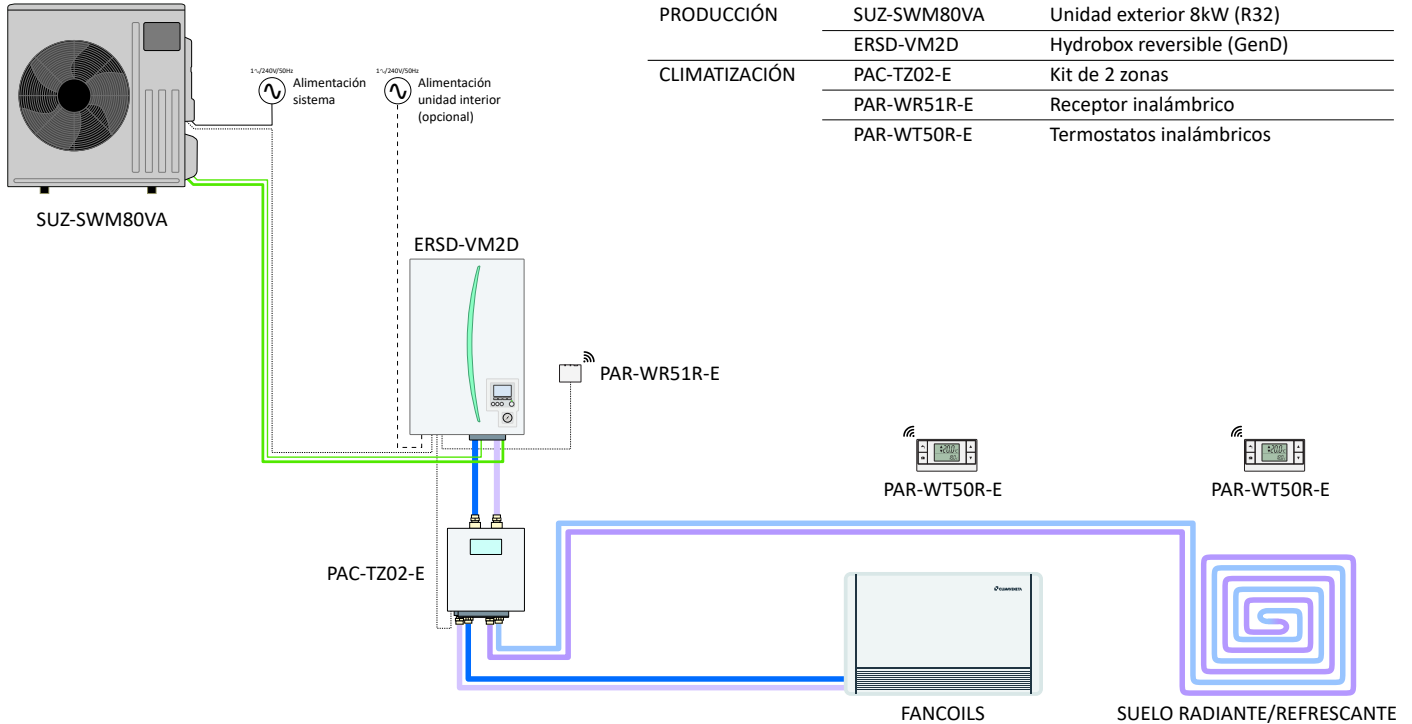 PRODUCCIÓN SUZ-SWM80VA Unidad exterior 8kW (R32)
ERSD-VM2D Hydrobox reversible (GenD)
CLIMATIZACIÓN PAC-TZ02-E Kit de 2 zonas
PAR-WR51R-E Receptor inalámbrico
PAR-WT50R-E Termostatos inalámbricos
1∿/240V/50Hz
Alimentación
sistema
1∿/240V/50Hz
Alimentación
unidad interior
(opcional)
SUZ-SWM80VA
ERSD-VM2D
PAR-WR51R-E
PAR-WT50R-E
PAR-WT50R-E
PAC-TZ02-E
FANCOILS
SUELO RADIANTE/REFRESCANTE